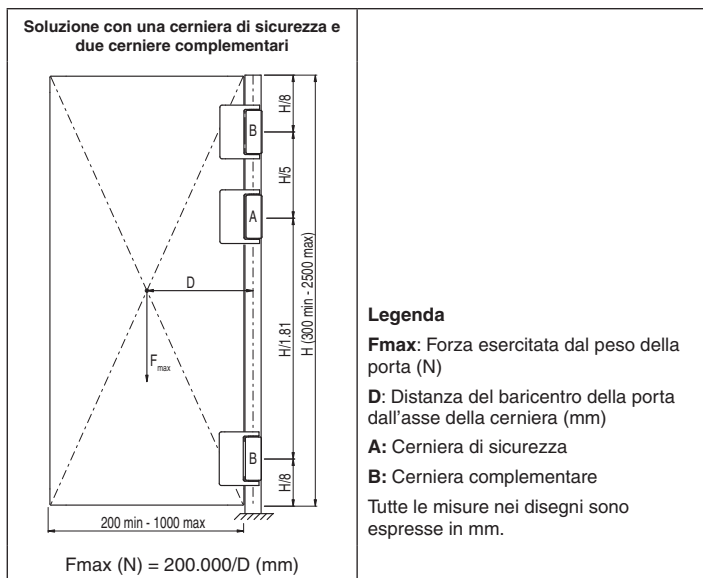 Soluzione con una cerniera di sicurezza e
due cerniere complementari
B
A
B
H/8
H/5
H/1.81
H/8
H (300 min - 2500 max)
D
Fmax
200 min - 1000 max
Fmax (N) = 200.000/D (mm)
Legenda
Fmax: Forza esercitata dal peso della
porta (N)
D: Distanza del baricentro della porta
dall'asse della cerniera (mm)
A: Cerniera di sicurezza
B: Cerniera complementare
Tutte le misure nei disegni sono
espresse in mm.